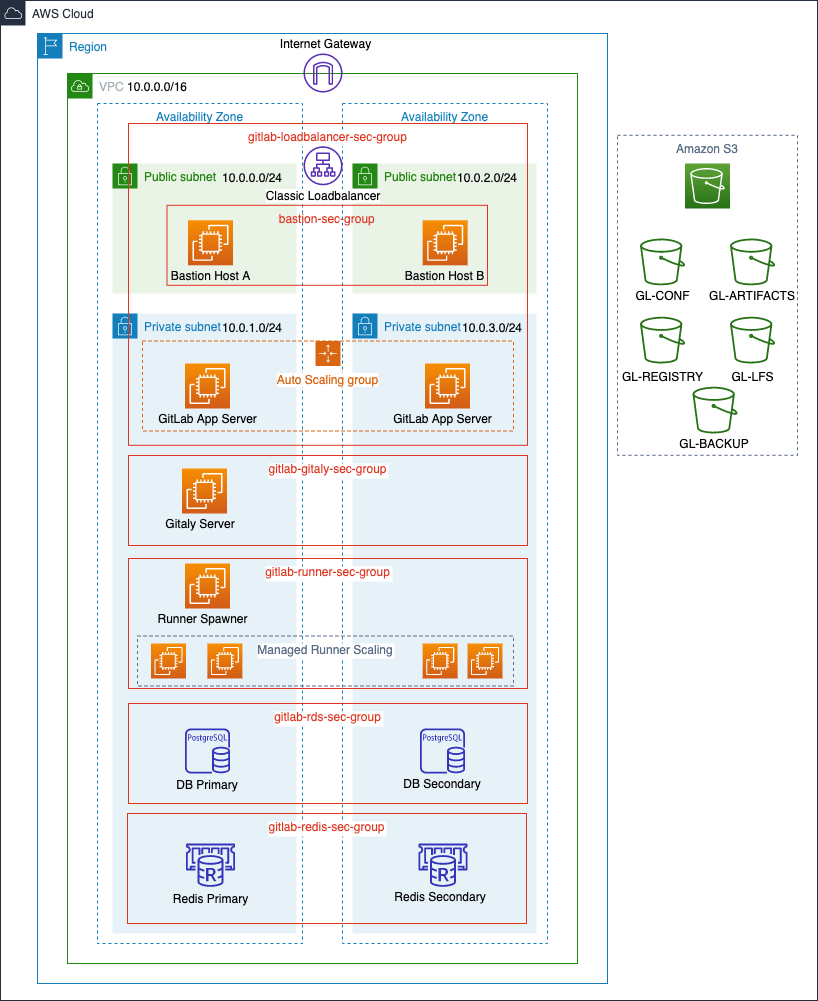 AWS Cloud
Region
Internet Gateway
VPC 10.0.0.0/16
Availability Zone
Availability Zone
gitlab-loadbalancer-sec-group
Public subnet 10.0.0.0/24
Public subnet 10.0.2.0/24
Classic Loadbalancer
bastion-sec-group
Bastion Host A
Bastion Host B
Private subnet 10.0.1.0/24
Private subnet 10.0.3.0/24
Auto Scaling group
GitLab App Server
GitLab App Server
gitlab-gitaly-sec-group
Gitaly Server
gitlab-runner-sec-group
Runner Spawner
Managed Runner Scaling
gitlab-rds-sec-group
PostgreSQL
PostgreSQL
DB Primary
DB Secondary
gitlab-redis-sec-group
R
R
Redis Primary
Redis Secondary
Amazon S3
GL-CONF
GL-ARTIFACTS
GL-REGISTRY
GL-LFS
GL-BACKUP